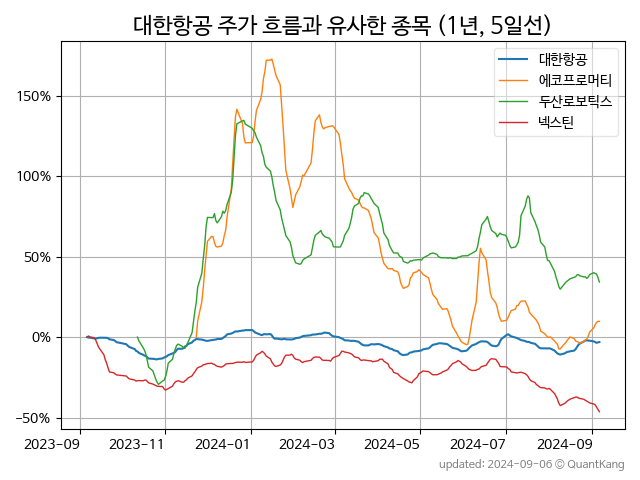 대한항공 주가 흐름과 유사한 종목 (1년, 5일선)
대한항공
에코프로머티
두산로보틱스
넥스틴
150%
100%
50%
0%
−50%
2023-09 2023-11 2024-01 2024-03 2024-05 2024-07 2024-09
updated: 2024-09-06 © QuantKang